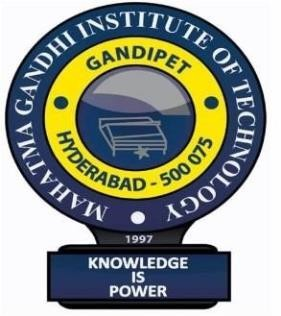 MAHATMA GANDHI INSTITUTE OF TECHNOLOGY
GANDIPET
HYDERABAD - 500 075
1997
KNOWLEDGE
IS
POWER